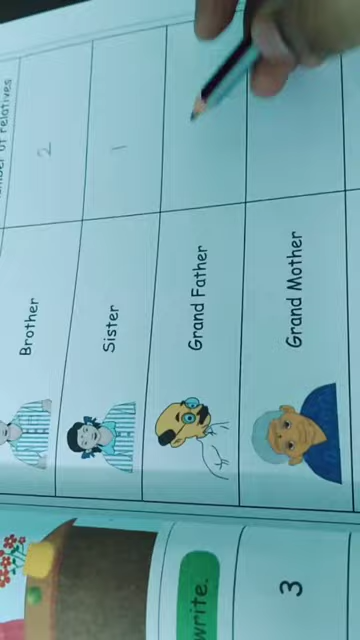 number of relatives
Brother 2
Sister 1
Grand Father
Grand Mother
write.
3